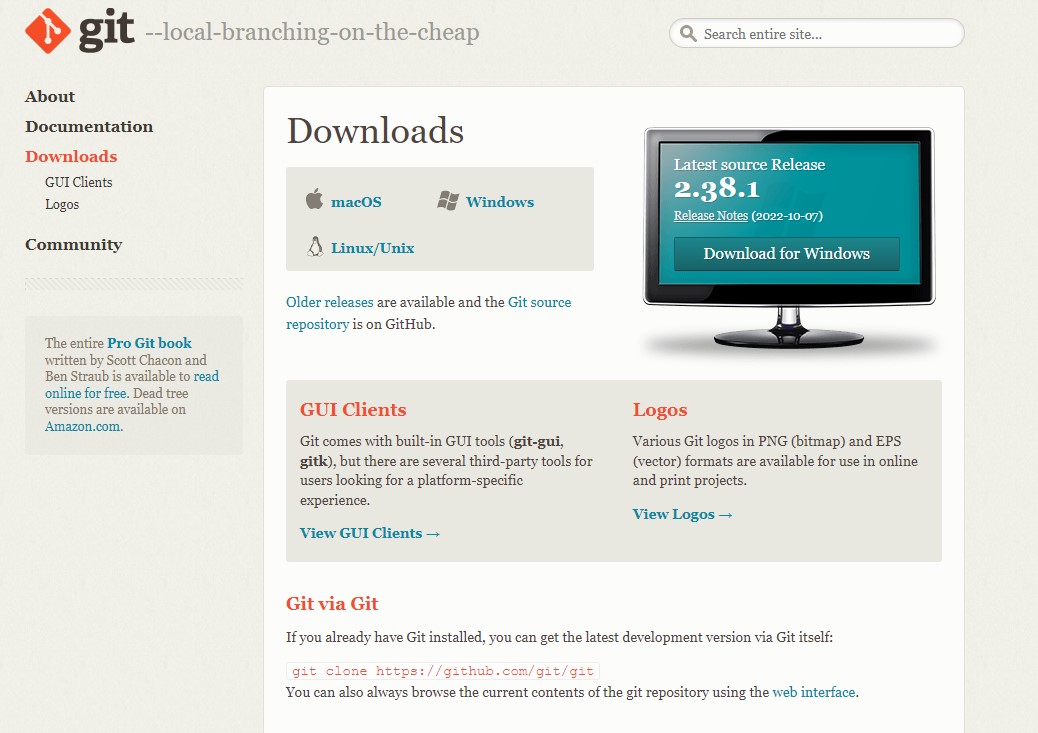 git --local-branching-on-the-cheap
Search entire site...
About
Documentation
Downloads
GUI Clients
Logos
Community
The entire Pro Git book
written by Scott Chacon and
Ben Straub is available to read
online for free. Dead tree
versions are available on
Amazon.com.
Downloads
macOS
Windows
Linux/Unix
Older releases are available and the Git source
repository is on GitHub.
Latest source Release
2.38.1
Release Notes (2022-10-07)
Download for Windows
GUI Clients
Git comes with built-in GUI tools (git-gui,
gitk), but there are several third-party tools for
users looking for a platform-specific
experience.
View GUI Clients →
Logos
Various Git logos in PNG (bitmap) and EPS
(vector) formats are available for use in online
and print projects.
View Logos →
Git via Git
If you already have Git installed, you can get the latest development version via Git itself:
git clone https://github.com/git/git
You can also always browse the current contents of the git repository using the web interface.